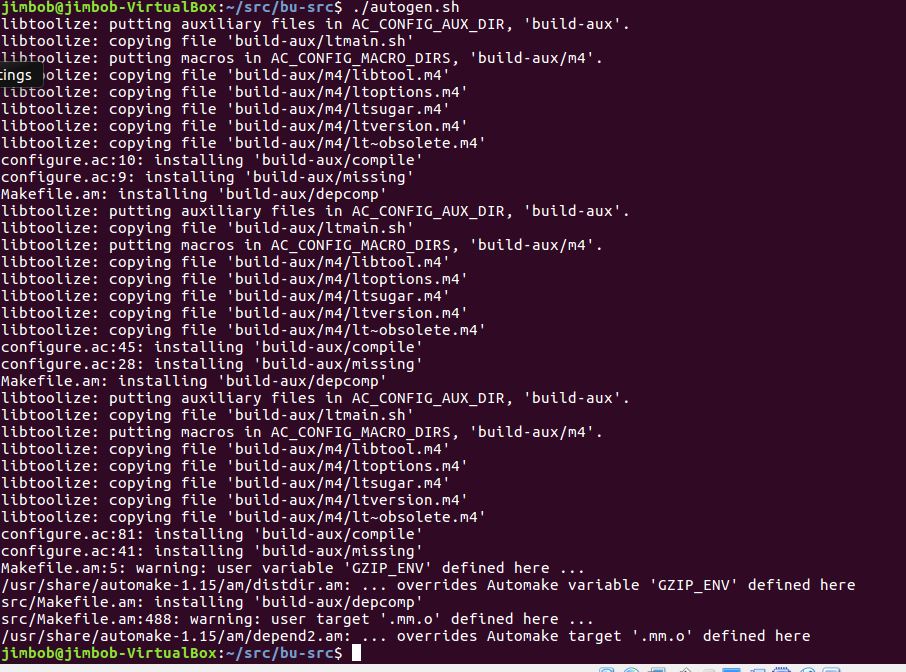 jimbob@jimbob-VirtualBox:~/src/bu-src$ ./autogen.sh
libtoolize: putting auxiliary files in AC_CONFIG_AUX_DIR, 'build-aux'.
libtoolize: copying file 'build-aux/ltmain.sh'
libtoolize: putting macros in AC_CONFIG_MACRO_DIRS, 'build-aux/m4'.
tings oolize: copying file 'build-aux/m4/libtool.m4'
libtoolize: copying file 'build-aux/m4/ltoptions.m4'
libtoolize: copying file 'build-aux/m4/ltsugar.m4'
libtoolize: copying file 'build-aux/m4/ltversion.m4'
libtoolize: copying file 'build-aux/m4/lt~obsolete.m4'
configure.ac:10: installing 'build-aux/compile'
configure.ac:9: installing 'build-aux/missing'
Makefile.am: installing 'build-aux/depcomp'
libtoolize: putting auxiliary files in AC_CONFIG_AUX_DIR, 'build-aux'.
libtoolize: copying file 'build-aux/ltmain.sh'
libtoolize: putting macros in AC_CONFIG_MACRO_DIRS, 'build-aux/m4'.
libtoolize: copying file 'build-aux/m4/libtool.m4'
libtoolize: copying file 'build-aux/m4/ltoptions.m4'
libtoolize: copying file 'build-aux/m4/ltsugar.m4'
libtoolize: copying file 'build-aux/m4/ltversion.m4'
libtoolize: copying file 'build-aux/m4/lt~obsolete.m4'
configure.ac:45: installing 'build-aux/compile'
configure.ac:28: installing 'build-aux/missing'
Makefile.am: installing 'build-aux/depcomp'
libtoolize: putting auxiliary files in AC_CONFIG_AUX_DIR, 'build-aux'.
libtoolize: copying file 'build-aux/ltmain.sh'
libtoolize: putting macros in AC_CONFIG_MACRO_DIRS, 'build-aux/m4'.
libtoolize: copying file 'build-aux/m4/libtool.m4'
libtoolize: copying file 'build-aux/m4/ltoptions.m4'
libtoolize: copying file 'build-aux/m4/ltsugar.m4'
libtoolize: copying file 'build-aux/m4/ltversion.m4'
libtoolize: copying file 'build-aux/m4/lt~obsolete.m4'
configure.ac:81: installing 'build-aux/compile'
configure.ac:41: installing 'build-aux/missing'
Makefile.am:5: warning: user variable 'GZIP_ENV' defined here ...
/usr/share/automake-1.15/am/distdir.am: ... overrides Automake variable 'GZIP_ENV' defined here
src/Makefile.am: installing 'build-aux/depcomp'
src/Makefile.am:488: warning: user target '.mm.o' defined here ...
/usr/share/automake-1.15/am/depend2.am: ... overrides Automake target '.mm.o' defined here
jimbob@jimbob-VirtualBox:~/src/bu-src$